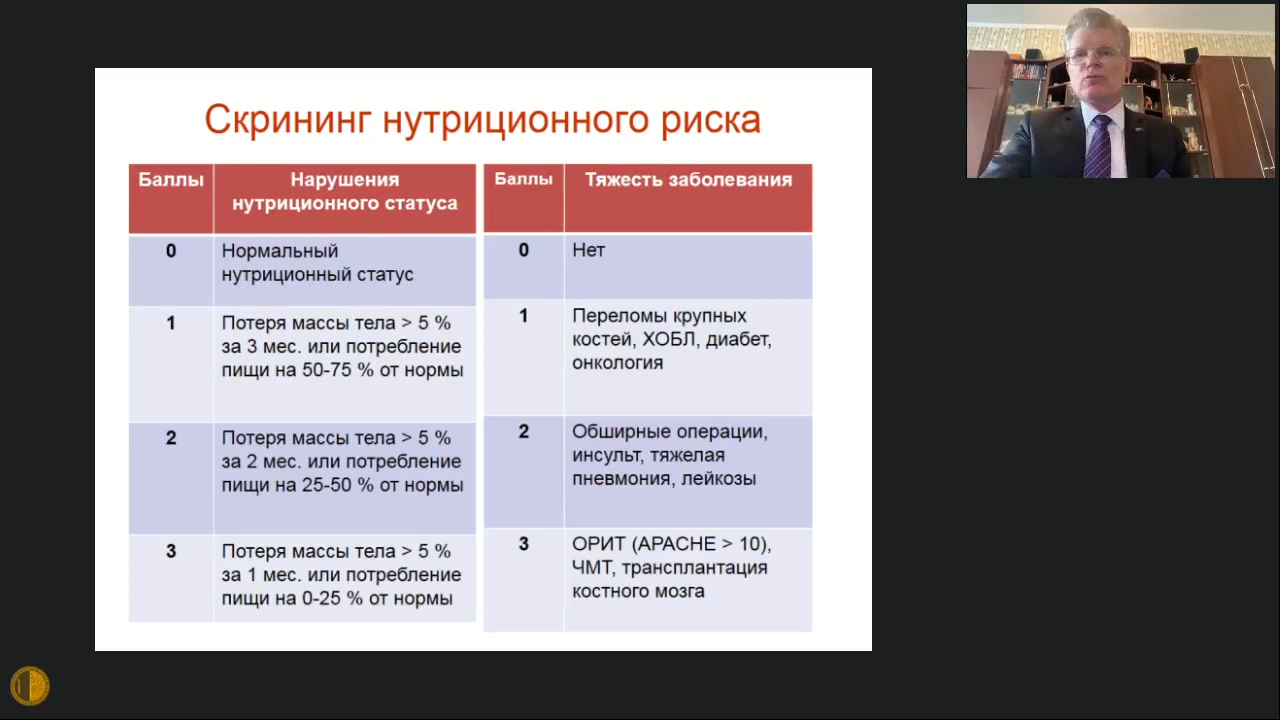 Скрининг нутриционного риска
Баллы
Нарушения
нутриционного статуса
0
Нормальный
нутриционный статус
1
Потеря массы тела > 5 %
за 3 мес. или потребление
пищи на 50-75 % от нормы
2
Потеря массы тела > 5 %
за 2 мес. или потребление
пищи на 25-50 % от нормы
3
Потеря массы тела > 5 %
за 1 мес. или потребление
пищи на 0-25 % от нормы
Баллы
Тяжесть заболевания
0
Нет
1
Переломы крупных
костей, ХОБЛ, диабет,
онкология
2
Обширные операции,
инсульт, тяжелая
пневмония, лейкозы
3
ОРИТ (APACHE > 10),
ЧМТ, трансплантация
костного мозга